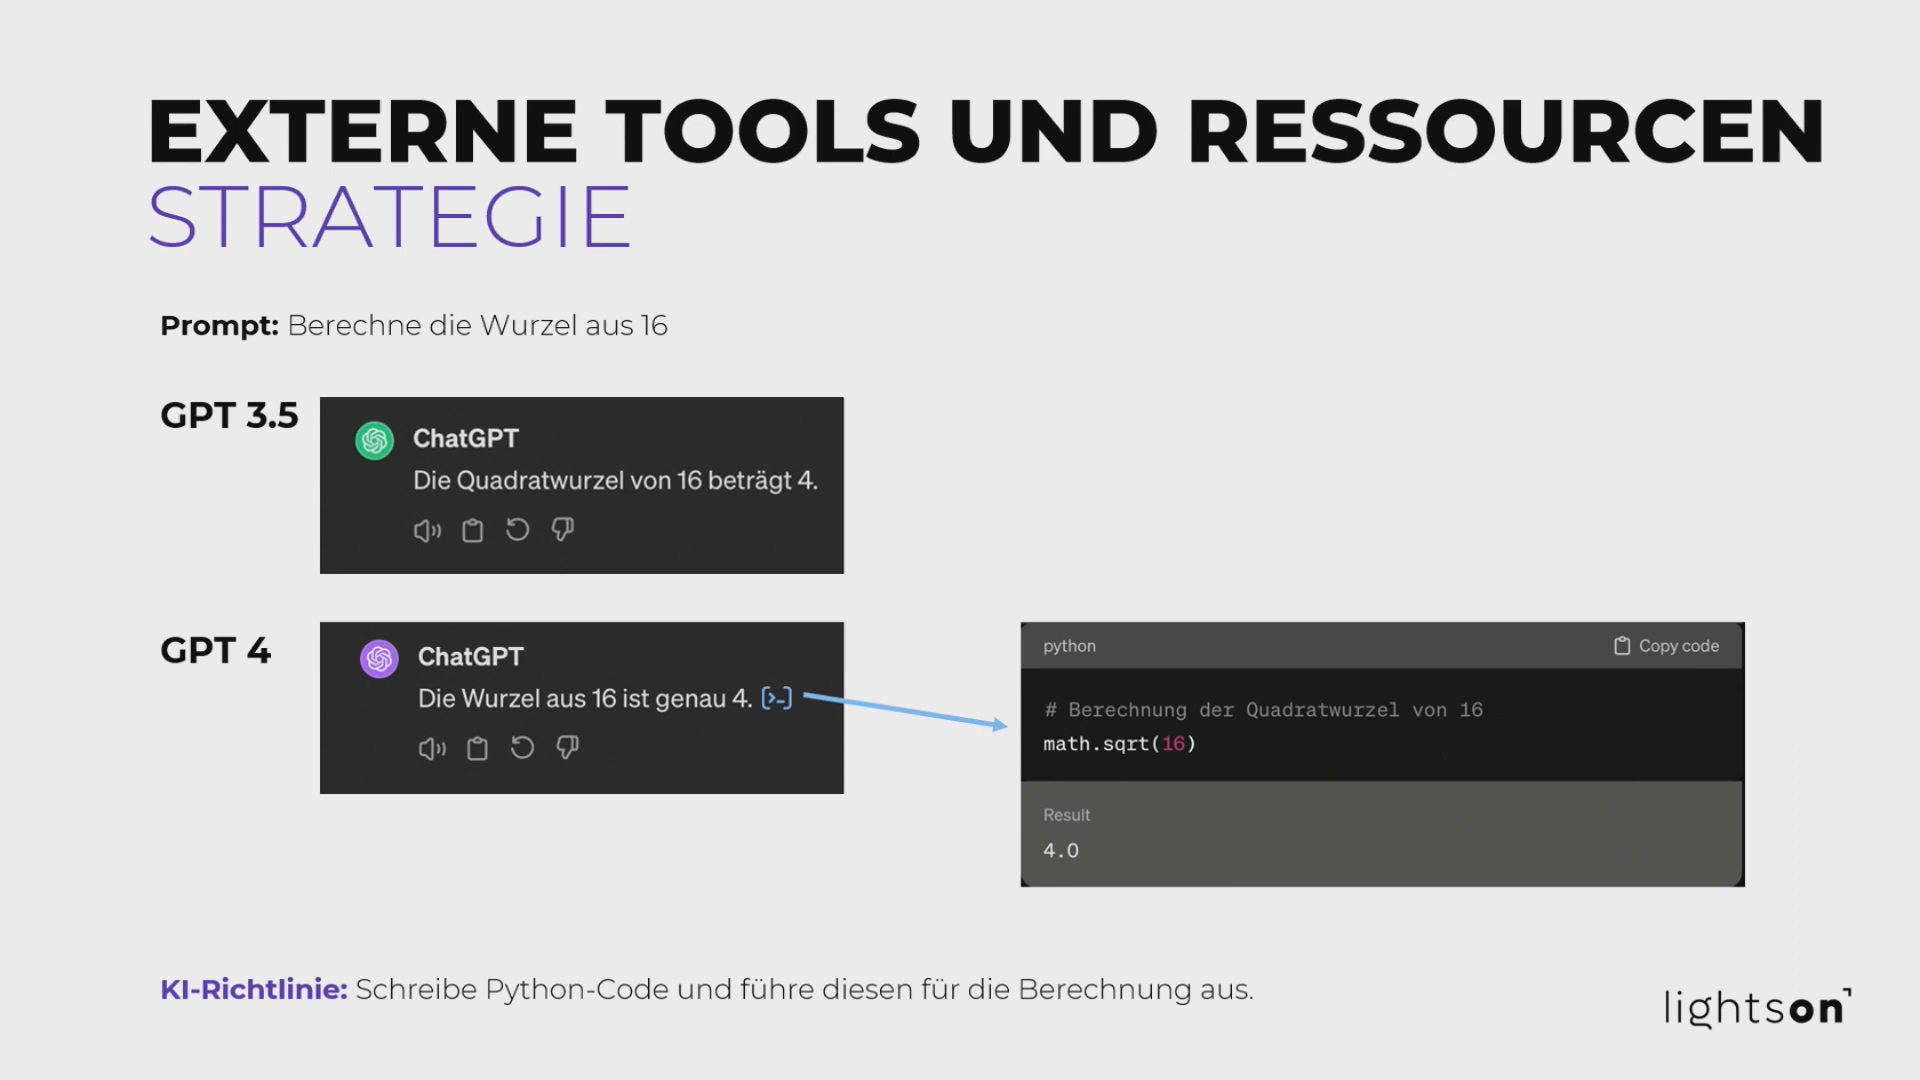 EXTERNE TOOLS UND RESSOURCEN
STRATEGIE
Prompt: Berechne die Wurzel aus 16
GPT 3.5
ChatGPT
Die Quadratwurzel von 16 beträgt 4.
GPT 4
ChatGPT
Die Wurzel aus 16 ist genau 4. [>-]
python
Copy code
# Berechnung der Quadratwurzel von 16
math.sqrt(16)
Result
4.0
KI-Richtlinie: Schreibe Python-Code und führe diesen für die Berechnung aus.
lightson